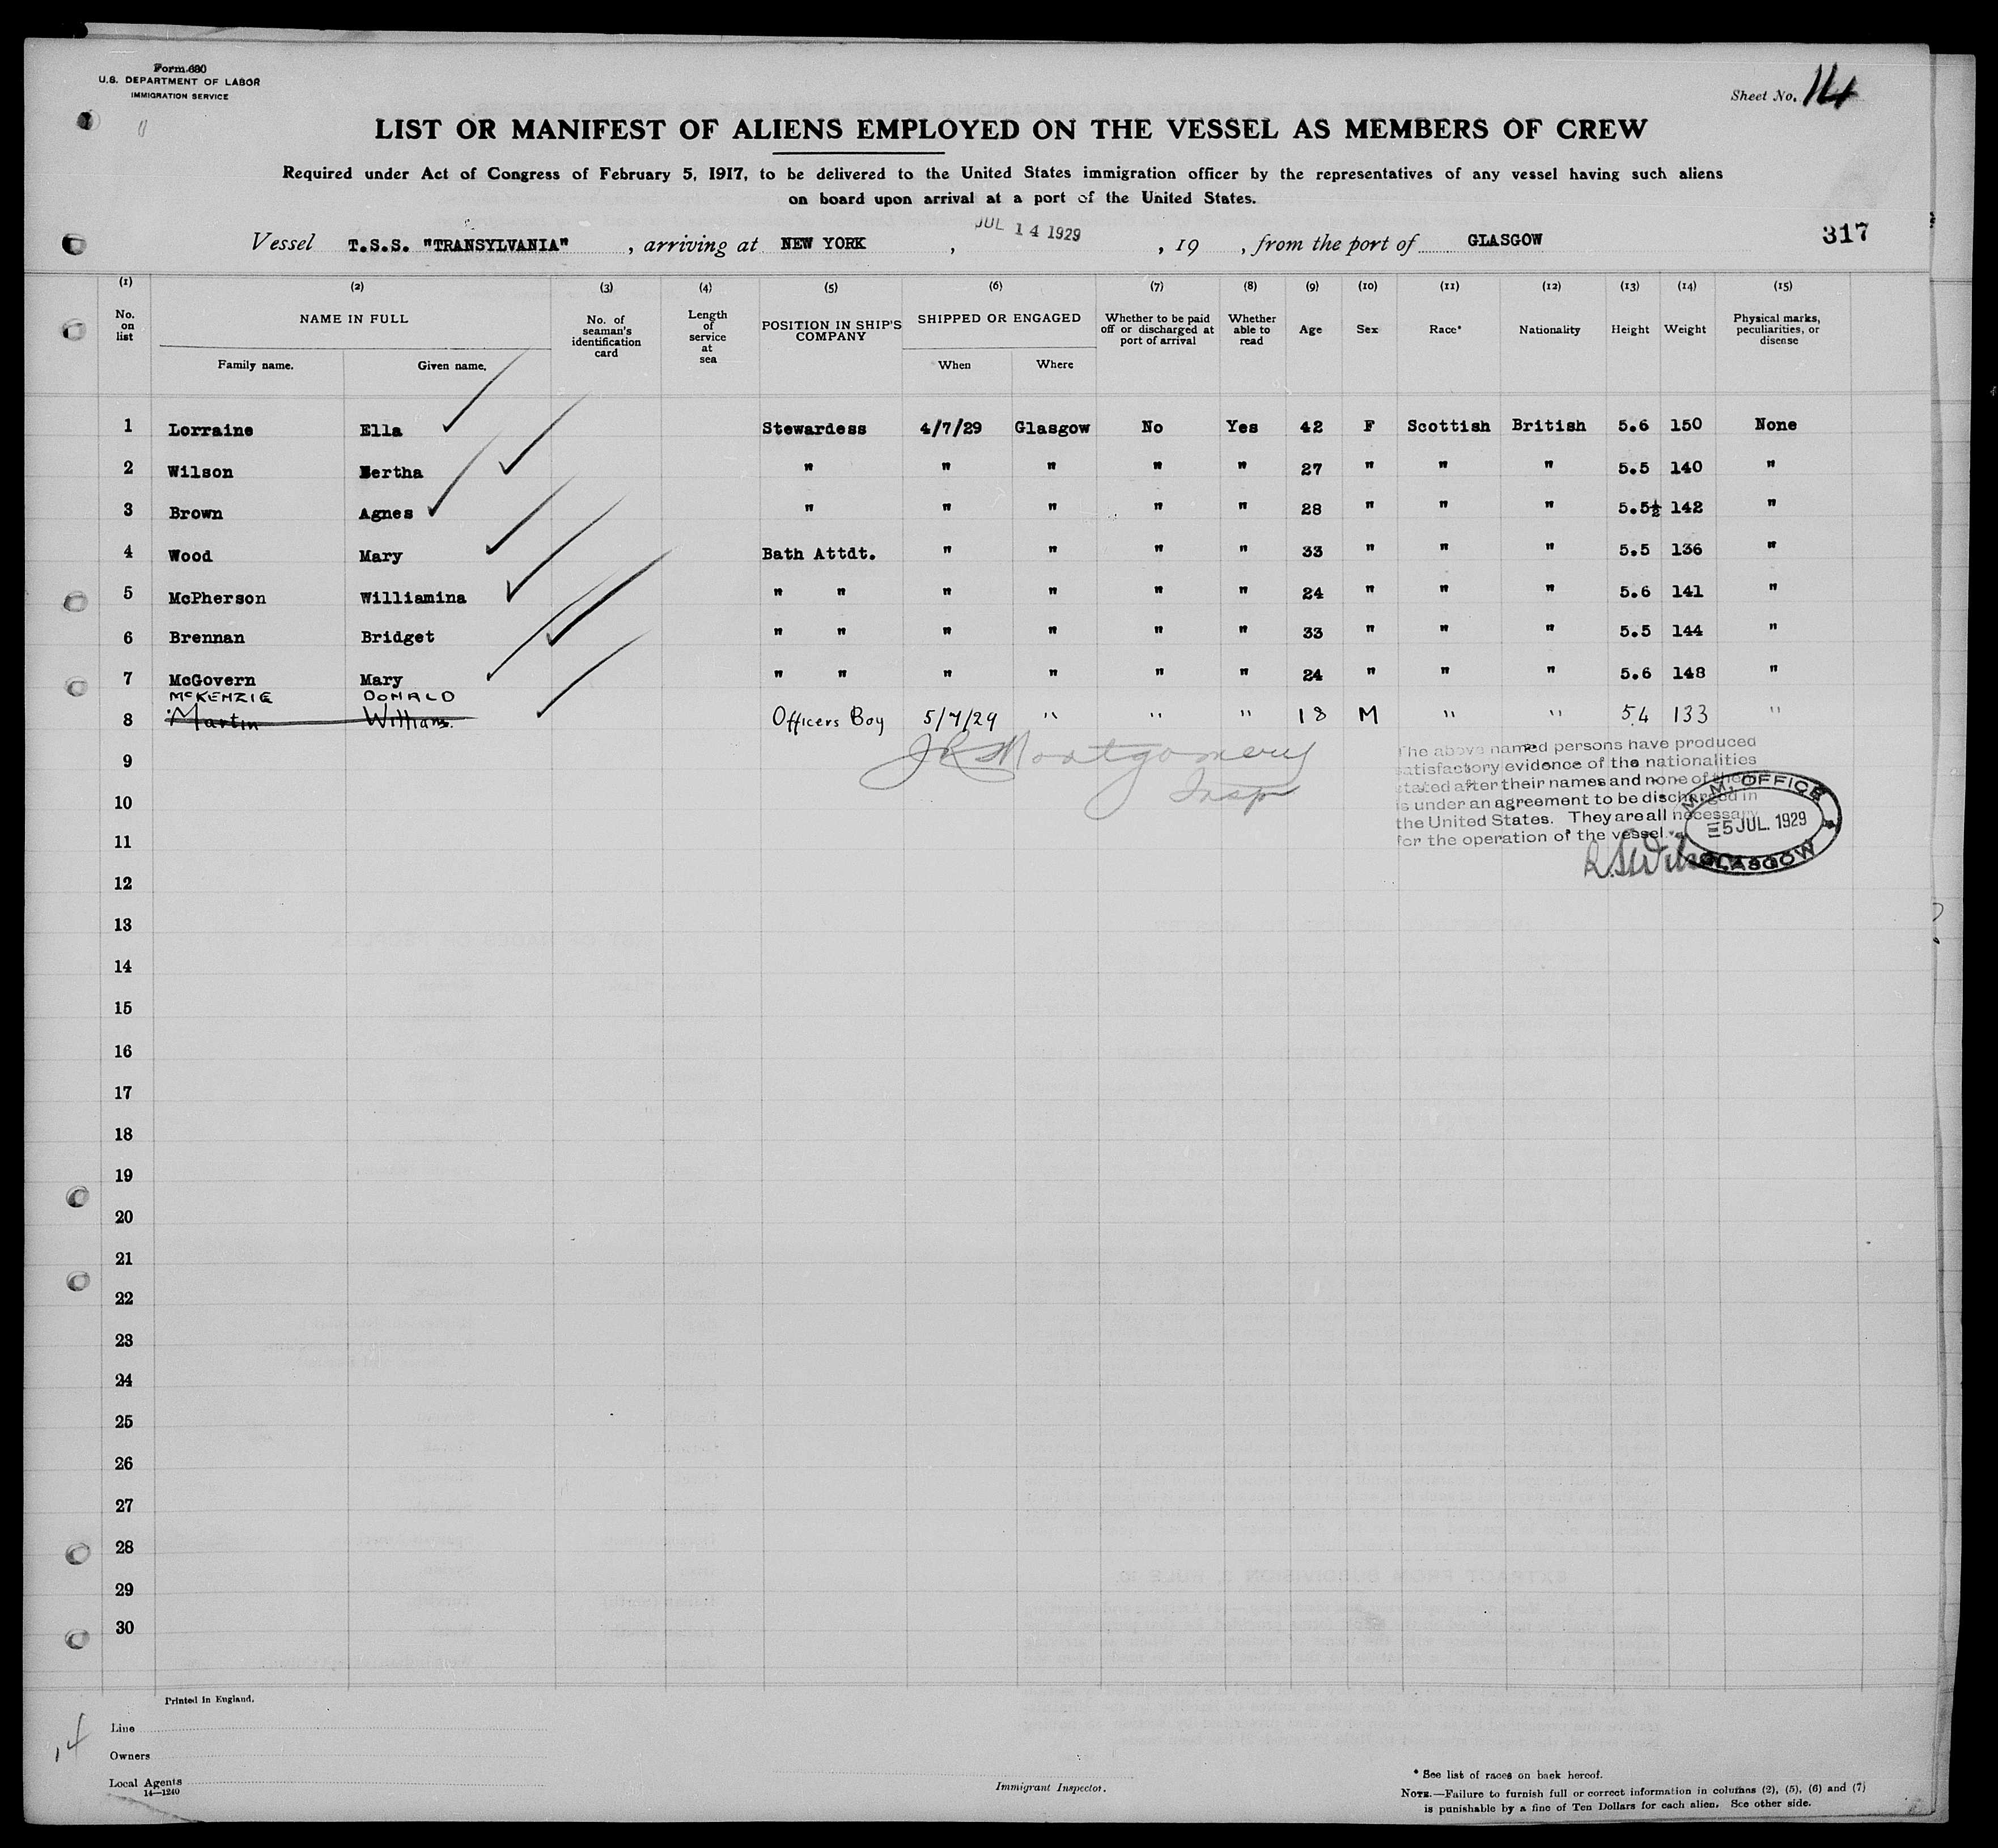 Form 680
U.S. DEPARTMENT OF LABOR
IMMIGRATION SERVICE
Sheet No. 14
LIST OR MANIFEST OF ALIENS EMPLOYED ON THE VESSEL AS MEMBERS OF CREW
Required under Act of Congress of February 5, 1917, to be delivered to the United States immigration officer by the representatives of any vessel having such aliens
on board upon arrival at a port of the United States.
Vessel T.S.S. "TRANSYLVANIA" , arriving at NEW YORK , JUL 14 1929 , 19 , from the port of GLASGOW 317
(1) (2) (3) (4) (5) (6) (7) (8) (9) (10) (11) (12) (13) (14) (15)
No. on list NAME IN FULL Family name. Given name. No. of seaman's identification card Length of service at sea POSITION IN SHIP'S COMPANY SHIPPED OR ENGAGED When Where Whether to be paid off or discharged at port of arrival Whether able to read Age Sex Race* Nationality Height Weight Physical marks, peculiarities, or disease
1 Lorraine Ella Stewardess 4/7/29 Glasgow No Yes 42 F Scottish British 5.6 150 None
2 Wilson Bertha " " " " " 27 " " " 5.5 140 "
3 Brown Agnes " " " " " 28 " " " 5.5½ 142 "
4 Wood Mary Bath Attdt. " " " " 33 " " " 5.5 136 "
5 McPherson Williamina " " " " " " 24 " " " 5.6 141 "
6 Brennan Bridget " " " " " " 33 " " " 5.5 144 "
7 McGovern Mary " " " " " " 24 " " " 5.6 148 "
McKENZIE DONALD
8 Martin William. Officers Boy 5/7/29 " " " 18 M " " 5.4 133 "
JR Montgomery
Insp
The above named persons have produced
satisfactory evidence of the nationalities
stated after their names and none of them
is under an agreement to be discharged in
the United States. They are all necessary
for the operation of the vessel.
M.M. OFFICE
5 JUL. 1929
GLASGOW
9
10
11
12
13
14
15
16
17
18
19
20
21
22
23
24
25
26
27
28
29
30
Printed in England.
14
Line
Owners
Local Agents
14—1240
Immigrant Inspector.
* See list of races on back hereof.
NOTE.—Failure to furnish full or correct information in columns (2), (5), (6) and (7)
is punishable by a fine of Ten Dollars for each alien. See other side.